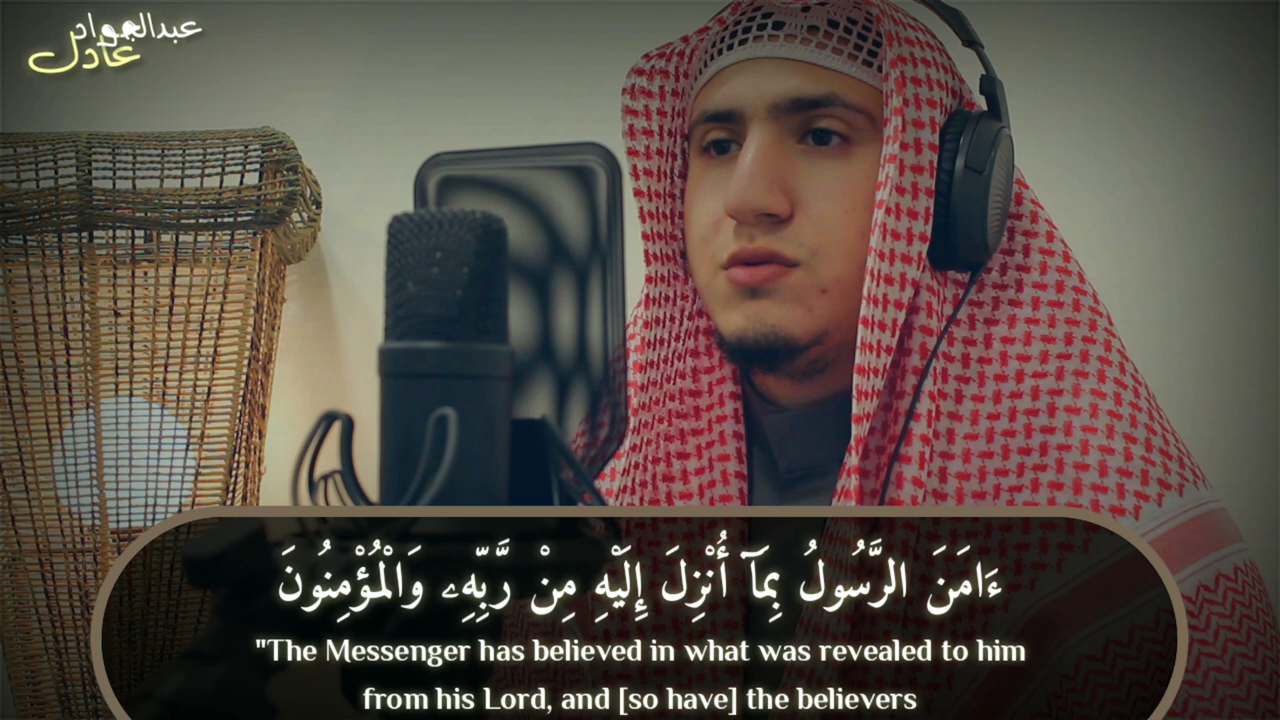 عبدالجواد
عادل
ءَامَنَ الرَّسُولُ بِمَآ أُنْزِلَ إِلَيْهِ مِنْ رَّبِّهِۦ وَالْمُؤْمِنُونَ
"The Messenger has believed in what was revealed to him
from his Lord, and [so have] the believers